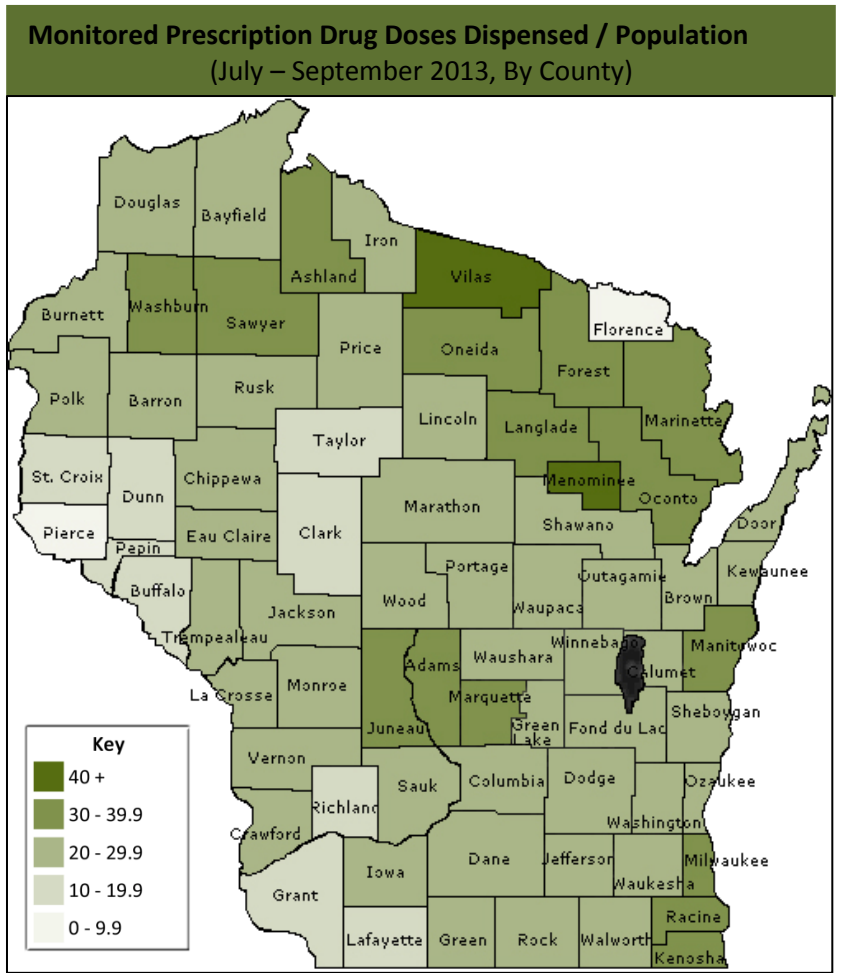 Monitored Prescription Drug Doses Dispensed / Population
(July – September 2013, By County)
Douglas
Bayfield
Iron
Ashland
Vilas
Washburn
Burnett
Sawyer
Florence
Price
Oneida
Forest
Rusk
Polk
Barron
Lincoln
Marinette
Langlade
Taylor
St. Croix
Chippewa
Menominee
Dunn
Oconto
Marathon
Door
Shawano
Pierce
Eau Claire
Clark
Pepin
Portage
Outagamie
Kewaunee
Buffalo
Wood
Brown
Waupaca
Jackson
Trempealeau
Winnebago
Manitowoc
Waushara
Adams
Calumet
Monroe
La Crosse
Marquette
Sheboygan
Juneau
Green
Lake
Fond du Lac
Vernon
Sauk
Columbia
Dodge
Ozaukee
Richland
Washington
Crawford
Dane
Jefferson
Milwaukee
Iowa
Waukesha
Grant
Racine
Lafayette
Green
Rock
Walworth
Kenosha
Key
40 +
30 - 39.9
20 - 29.9
10 - 19.9
0 - 9.9